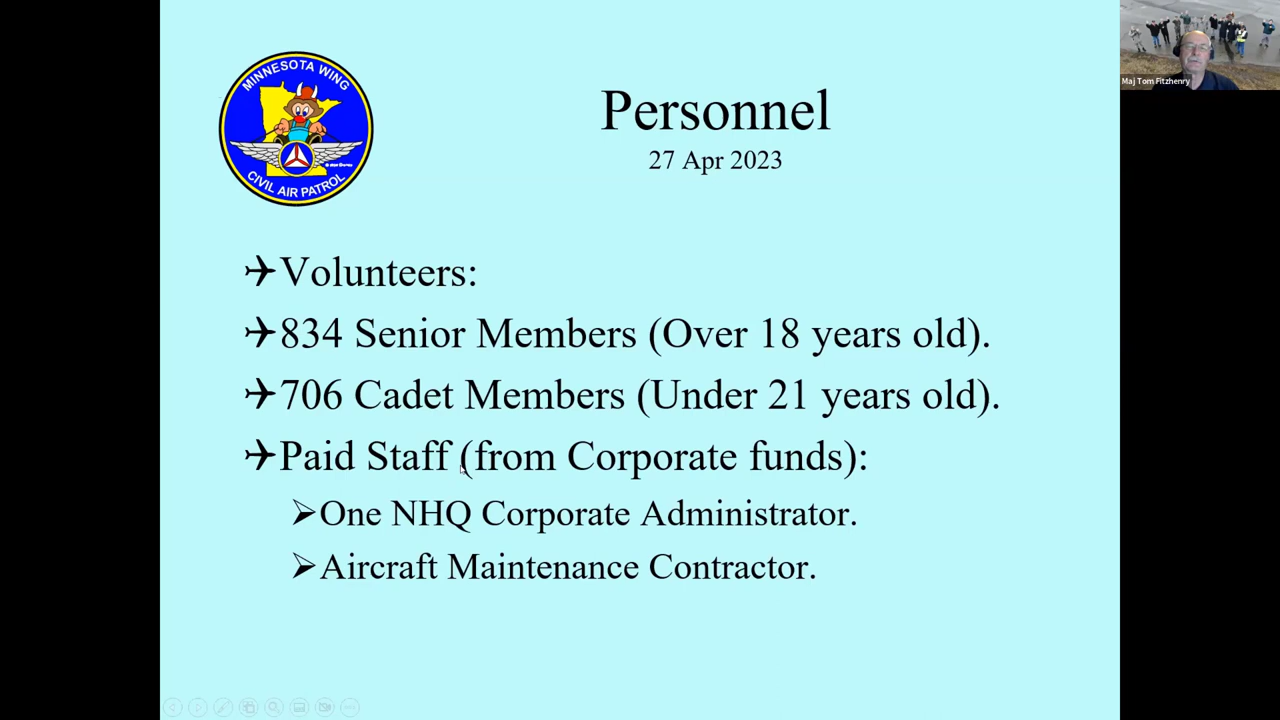 MINNESOTA WING
CIVIL AIR PATROL
Personnel
27 Apr 2023
Volunteers:
834 Senior Members (Over 18 years old).
706 Cadet Members (Under 21 years old).
Paid Staff (from Corporate funds):
One NHQ Corporate Administrator.
Aircraft Maintenance Contractor.
Maj Tom Fitzhenry